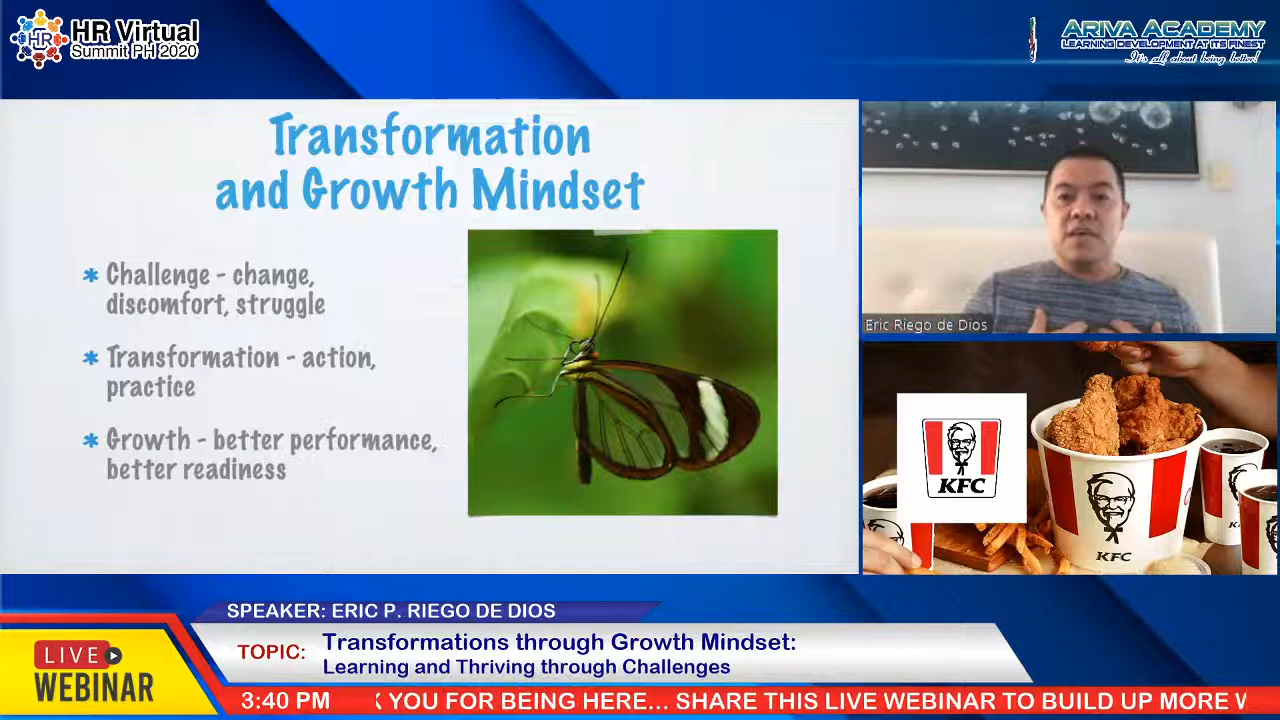 HR
HR Virtual
Summit PH 2020
ARIVA ACADEMY
LEARNING DEVELOPMENT AT ITS FINEST
It's all about being better!
Transformation
and Growth Mindset
* Challenge - change,
discomfort, struggle
* Transformation - action,
practice
* Growth - better performance,
better readiness
Eric Riego de Dios
KFC
KFC
SPEAKER: ERIC P. RIEGO DE DIOS
TOPIC: Transformations through Growth Mindset:
Learning and Thriving through Challenges
LIVE
WEBINAR
3:40 PM YOU FOR BEING HERE... SHARE THIS LIVE WEBINAR TO BUILD UP MORE